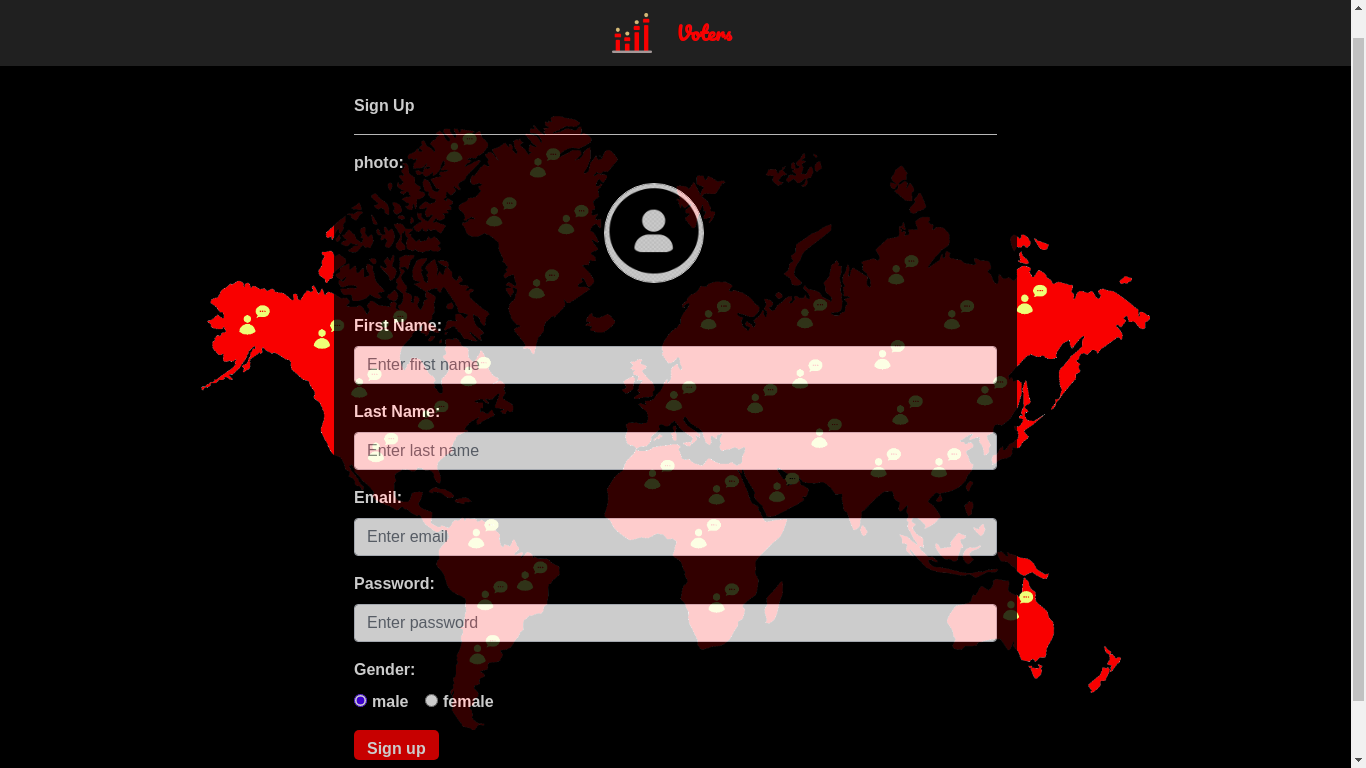 Voters
Sign Up
photo:
First Name:
Enter first name
Last Name:
Enter last name
Email:
Enter email
Password:
Enter password
Gender:
male female
Sign up